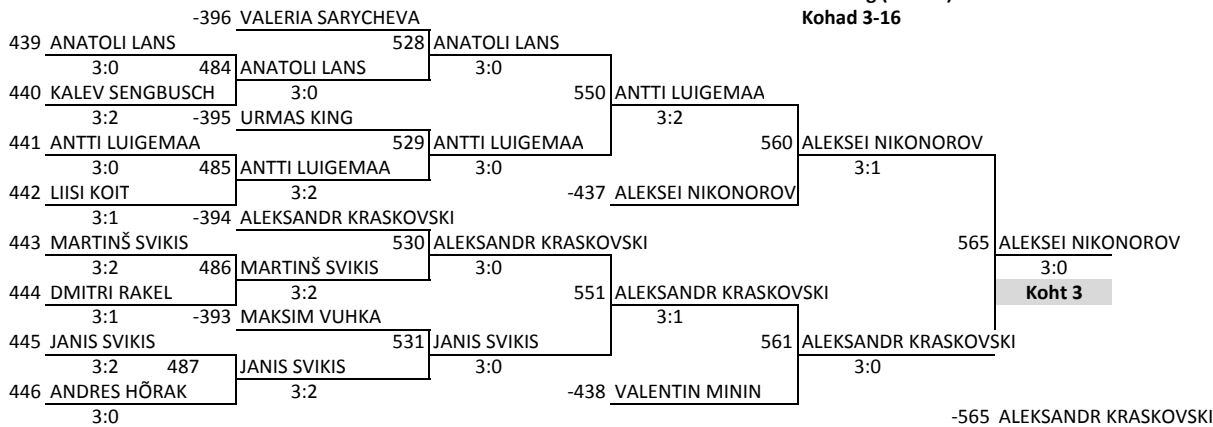 -396 VALERIA SARYCHEVA Kohad 3-16
439 ANATOLI LANS 528 ANATOLI LANS
3:0 484 ANATOLI LANS 3:0
440 KALEV SENGBUSCH 3:0 550 ANTTI LUIGEMAA
3:2 -395 URMAS KING 3:2
441 ANTTI LUIGEMAA 529 ANTTI LUIGEMAA 560 ALEKSEI NIKONOROV
3:0 485 ANTTI LUIGEMAA 3:0 3:1
442 LIISI KOIT 3:2 -437 ALEKSEI NIKONOROV
3:1 -394 ALEKSANDR KRASKOVSKI
443 MARTINŠ SVIKIS 530 ALEKSANDR KRASKOVSKI 565 ALEKSEI NIKONOROV
3:2 486 MARTINŠ SVIKIS 3:0 3:0
444 DMITRI RAKEL 3:2 551 ALEKSANDR KRASKOVSKI Koht 3
3:1 -393 MAKSIM VUHKA 3:1
445 JANIS SVIKIS 531 JANIS SVIKIS 561 ALEKSANDR KRASKOVSKI
3:2 487 JANIS SVIKIS 3:0 3:0
446 ANDRES HÕRAK 3:2 -438 VALENTIN MININ
3:0 -565 ALEKSANDR KRASKOVSKI